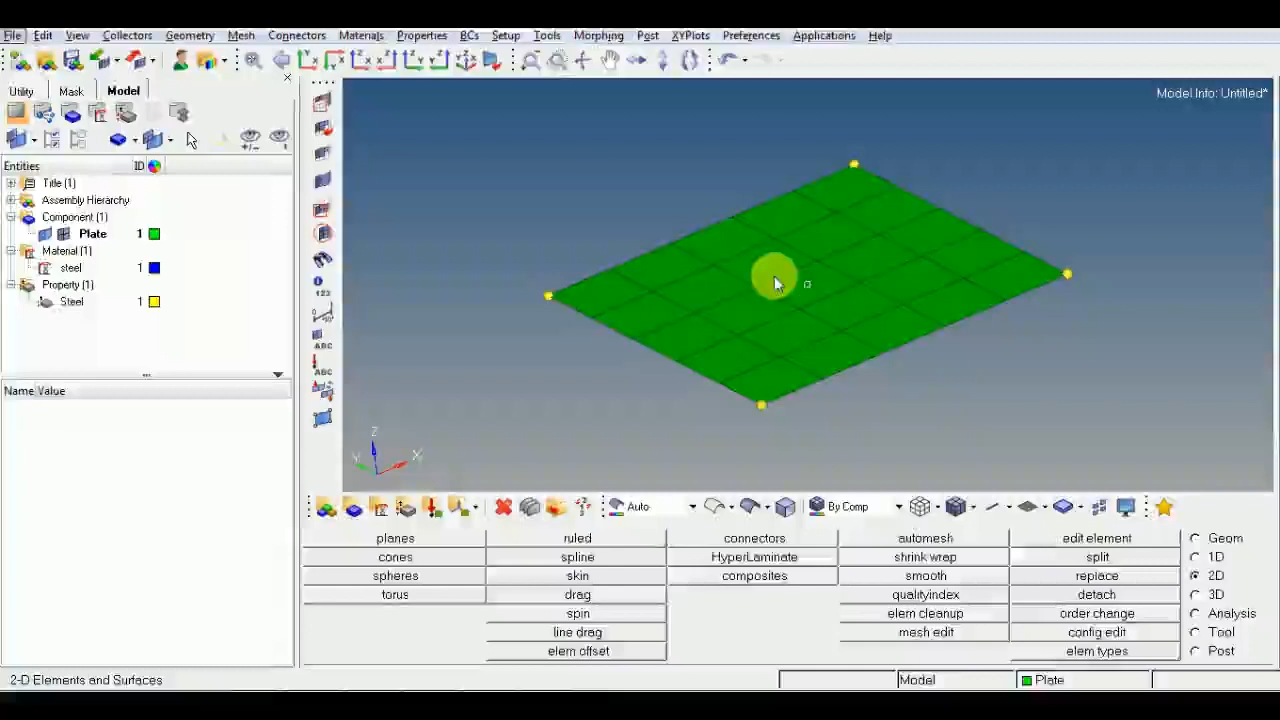 File Edit View Collectors Geometry Mesh Connectors Materials Properties BCs Setup Tools Morphing Post XYPlots Preferences Applications Help
Utility Mask Model
Model Info: Untitled*
Entities ID
Title (1)
Assembly Hierarchy
Component (1)
Plate 1
Material (1)
steel 1
Property (1)
Steel 1
123
ABC
ABC
Name Value
Z
Y X
Auto By Comp
planes ruled connectors automesh edit element Geom
cones spline HyperLaminate shrink wrap split 1D
spheres skin composites smooth replace 2D
torus drag qualityindex detach 3D
spin elem cleanup order change Analysis
line drag mesh edit config edit Tool
elem offset elem types Post
2-D Elements and Surfaces Model Plate